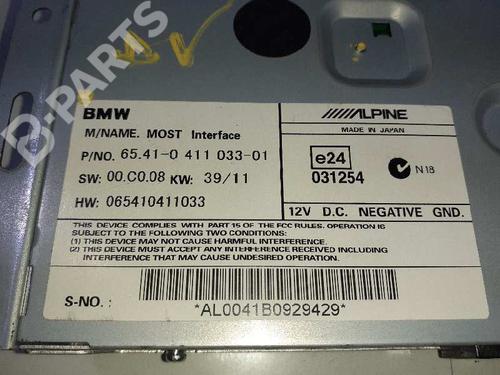 B-PARTS
BMW
ALPINE
M/NAME. MOST Interface
MADE IN JAPAN
P/NO. 65.41-0 411 033-01
e24
031254
N18
SW: 00.C0.08 KW: 39/11
HW: 065410411033
12V D.C. NEGATIVE GND.
THIS DEVICE COMPLIES WITH PART 15 OF THE FCC RULES. OPERATION IS
SUBJECT TO THE FOLLOWING TWO CONDITIONS:
(1) THIS DEVICE MAY NOT CAUSE HARMFUL INTERFERENCE.
(2) THIS DEVICE MUST ACCEPT ANY INTERFERENCE RECEIVED INCLUDING
INTERFERENCE THAT MAY CAUSE UNDESIRED OPERATION.
S-NO.:
*AL0041B0929429*